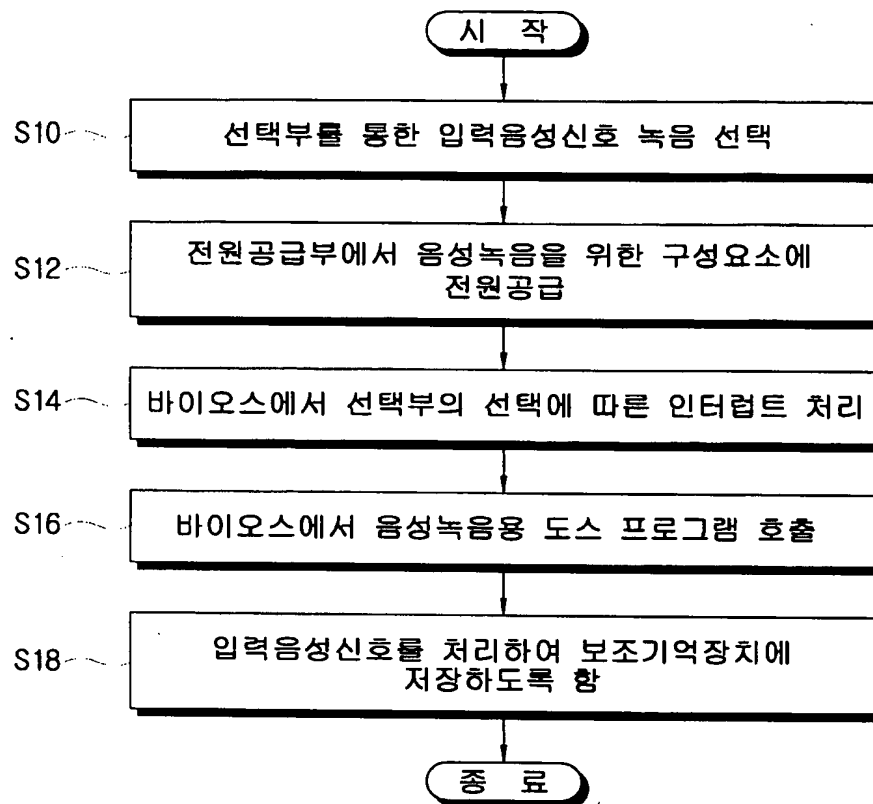 시 작
S10 선택부를 통한 입력음성신호 녹음 선택
S12 전원공급부에서 음성녹음을 위한 구성요소에
전원공급
S14 바이오스에서 선택부의 선택에 따른 인터럽트 처리
S16 바이오스에서 음성녹음용 도스 프로그램 호출
S18 입력음성신호를 처리하여 보조기억장치에
저장하도록 함
종 료